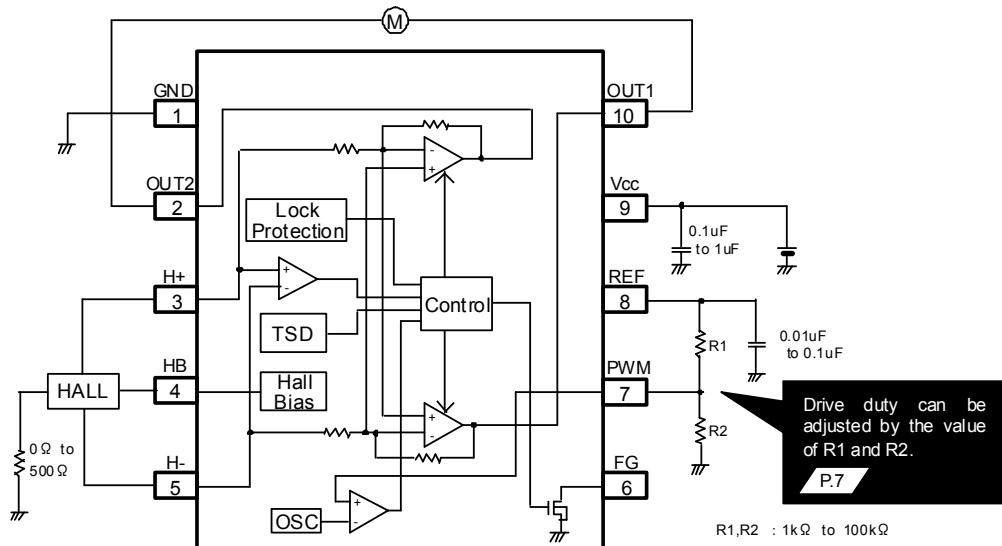 M
GND
1
OUT1
10
OUT2
2
Vcc
9
Lock
Protection
0.1uF
to 1uF
H+
3
REF
8
Control
TSD
R1
0.01uF
to 0.1uF
HALL
HB
4
Hall
Bias
PWM
7
R2
Drive duty can be
adjusted by the value
of R1 and R2.
P.7
0Ω to
500Ω
H-
5
FG
6
OSC
R1,R2 : 1kΩ to 100kΩ
- + + - + - + -